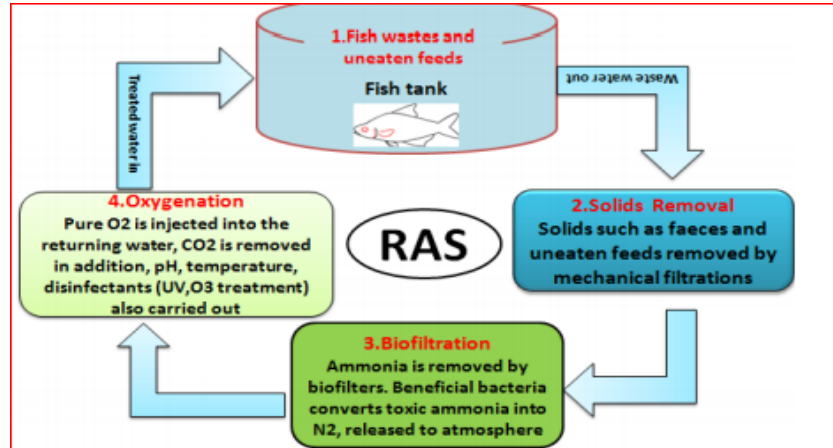 1.Fish wastes and
uneaten feeds
Fish tank
Waste water out
2.Solids Removal
Solids such as faeces and
uneaten feeds removed by
mechanical filtrations
3.Biofiltration
Ammonia is removed by
biofilters. Beneficial bacteria
converts toxic ammonia into
N2, released to atmosphere
4.Oxygenation
Pure O2 is injected into the
returning water, CO2 is removed
in addition, pH, temperature,
disinfectants (UV,O3 treatment)
also carried out
Treated water in
RAS